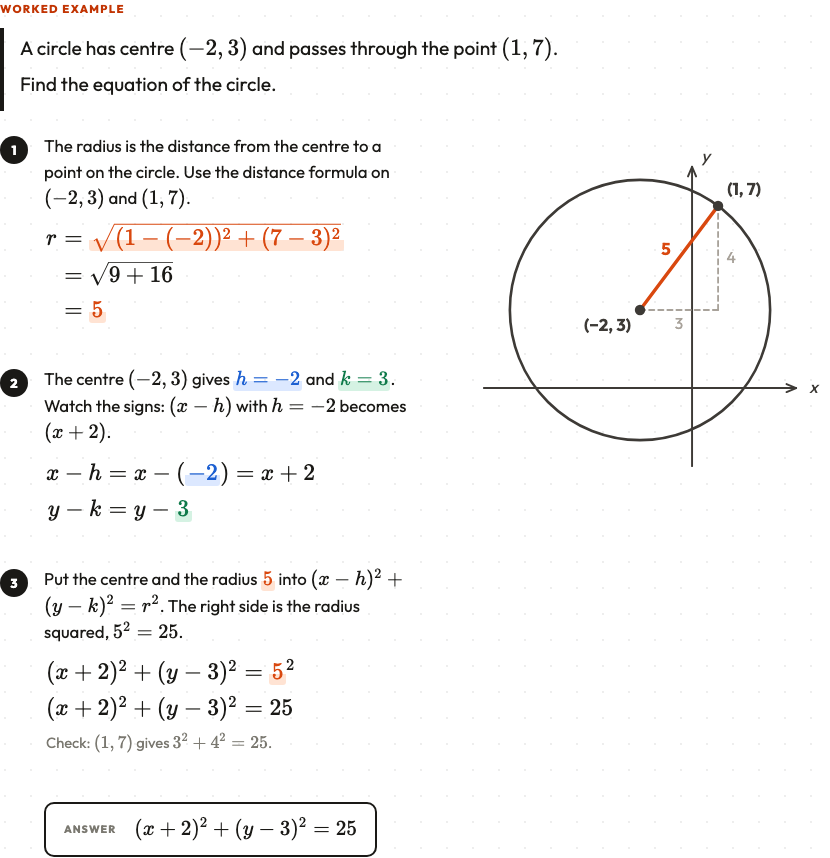 WORKED EXAMPLE
A circle has centre (−2, 3) and passes through the point (1, 7).
Find the equation of the circle.
1
The radius is the distance from the centre to a
point on the circle. Use the distance formula on
(−2, 3) and (1, 7).
r = √(1 − (−2))² + (7 − 3)²
= √9 + 16
= 5
2
The centre (−2, 3) gives h = −2 and k = 3.
Watch the signs: (x − h) with h = −2 becomes
(x + 2).
x − h = x − (−2) = x + 2
y − k = y − 3
3
Put the centre and the radius 5 into (x − h)² +
(y − k)² = r². The right side is the radius
squared, 5² = 25.
(x + 2)² + (y − 3)² = 5²
(x + 2)² + (y − 3)² = 25
Check: (1, 7) gives 3² + 4² = 25.
ANSWER (x + 2)² + (y − 3)² = 25
y
(1, 7)
5
4
(−2, 3)
3
x